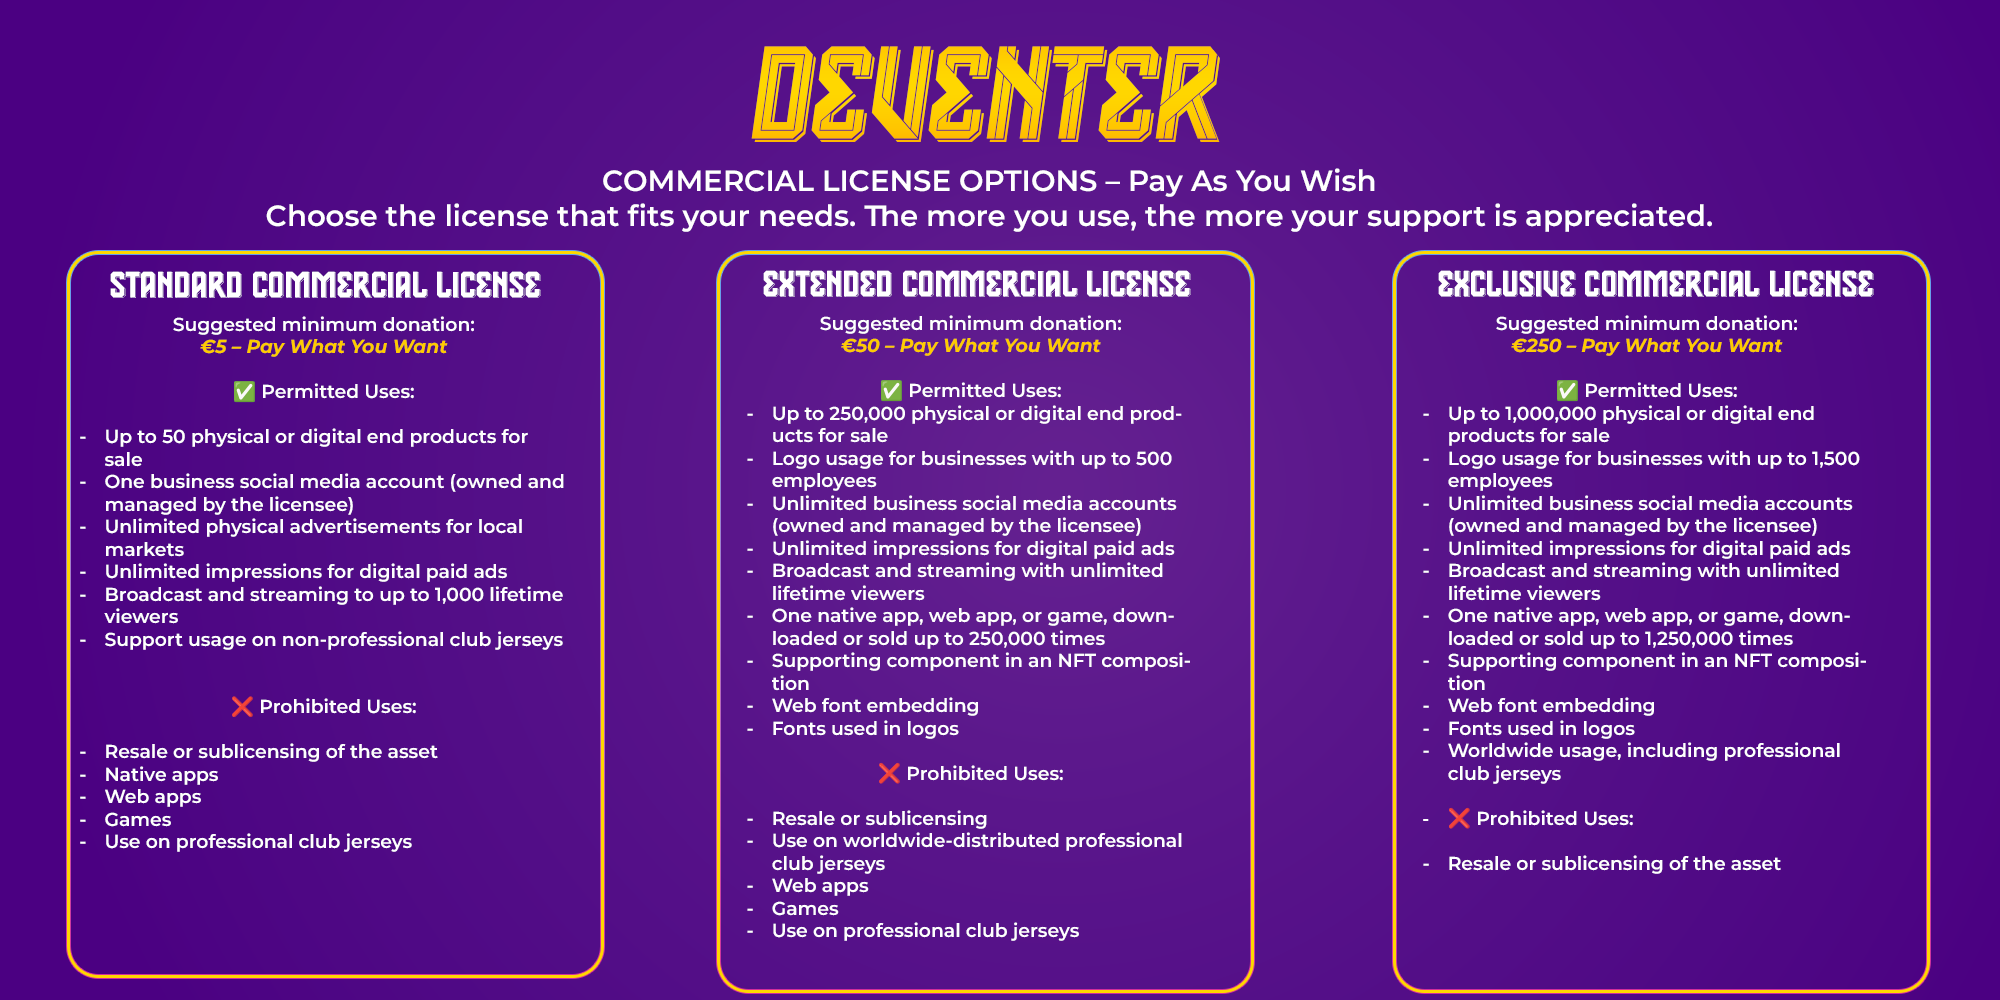 DEVENTER
COMMERCIAL LICENSE OPTIONS – Pay As You Wish
Choose the license that fits your needs. The more you use, the more your support is appreciated.
STANDARD COMMERCIAL LICENSE
Suggested minimum donation:
€5 – Pay What You Want
✅ Permitted Uses:
- Up to 50 physical or digital end products for
sale
- One business social media account (owned and
managed by the licensee)
- Unlimited physical advertisements for local
markets
- Unlimited impressions for digital paid ads
- Broadcast and streaming to up to 1,000 lifetime
viewers
- Support usage on non-professional club jerseys
❌ Prohibited Uses:
- Resale or sublicensing of the asset
- Native apps
- Web apps
- Games
- Use on professional club jerseys
EXTENDED COMMERCIAL LICENSE
Suggested minimum donation:
€50 – Pay What You Want
✅ Permitted Uses:
- Up to 250,000 physical or digital end prod-
ucts for sale
- Logo usage for businesses with up to 500
employees
- Unlimited business social media accounts
(owned and managed by the licensee)
- Unlimited impressions for digital paid ads
- Broadcast and streaming with unlimited
lifetime viewers
- One native app, web app, or game, down-
loaded or sold up to 250,000 times
- Supporting component in an NFT composi-
tion
- Web font embedding
- Fonts used in logos
❌ Prohibited Uses:
- Resale or sublicensing
- Use on worldwide-distributed professional
club jerseys
- Web apps
- Games
- Use on professional club jerseys
EXCLUSIVE COMMERCIAL LICENSE
Suggested minimum donation:
€250 – Pay What You Want
✅ Permitted Uses:
- Up to 1,000,000 physical or digital end
products for sale
- Logo usage for businesses with up to 1,500
employees
- Unlimited business social media accounts
(owned and managed by the licensee)
- Unlimited impressions for digital paid ads
- Broadcast and streaming with unlimited
lifetime viewers
- One native app, web app, or game, down-
loaded or sold up to 1,250,000 times
- Supporting component in an NFT composi-
tion
- Web font embedding
- Fonts used in logos
- Worldwide usage, including professional
club jerseys
- ❌ Prohibited Uses:
- Resale or sublicensing of the asset